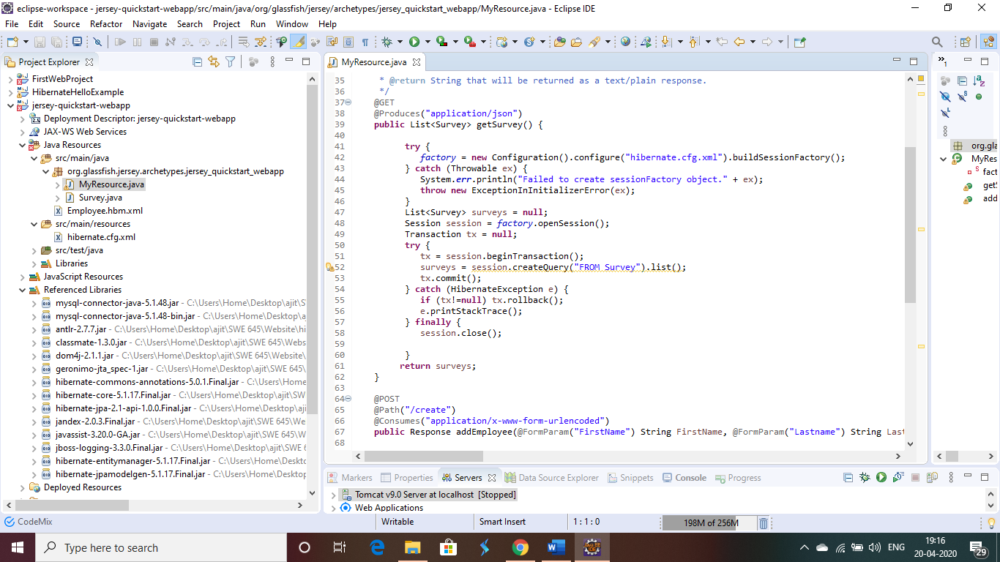 eclipse-workspace - jersey-quickstart-webapp/src/main/java/org/glassfish/jersey/archetypes/jersey_quickstart_webapp/MyResource.java - Eclipse IDE
File Edit Source Refactor Navigate Search Project Run Window Help
Project Explorer
FirstWebProject
HibernateHelloExample
jersey-quickstart-webapp
Deployment Descriptor: jersey-quickstart-webapp
JAX-WS Web Services
Java Resources
src/main/java
org.glassfish.jersey.archetypes.jersey_quickstart_webapp
MyResource.java
Survey.java
Employee.hbm.xml
src/main/resources
hibernate.cfg.xml
src/test/java
Libraries
JavaScript Resources
Referenced Libraries
mysql-connector-java-5.1.48.jar - C:\Users\Home\Desktop\ajit\S
mysql-connector-java-5.1.48-bin.jar - C:\Users\Home\Desktop\a
antlr-2.7.7.jar - C:\Users\Home\Desktop\ajit\SWE 645\Website\hi
classmate-1.3.0.jar - C:\Users\Home\Desktop\ajit\SWE 645\Webs
dom4j-2.1.1.jar - C:\Users\Home\Desktop\ajit\SWE 645\Website\
geronimo-jta_spec-1.jar - C:\Users\Home\Desktop\ajit\SWE 645\
hibernate-commons-annotations-5.0.1.Final.jar - C:\Users\Home
hibernate-core-5.1.17.Final.jar - C:\Users\Home\Desktop\ajit\SW
hibernate-jpa-2.1-api-1.0.0.Final.jar - C:\Users\Home\Desktop\aji
jandex-2.0.3.Final.jar - C:\Users\Home\Desktop\ajit\SWE 645\We
javassist-3.20.0-GA.jar - C:\Users\Home\Desktop\ajit\SWE 645\W
jboss-logging-3.3.0.Final.jar - C:\Users\Home\Desktop\ajit\SWE 6
hibernate-entitymanager-5.1.17.Final.jar - C:\Users\Home\Deskto
hibernate-jpamodelgen-5.1.17.Final.jar - C:\Users\Home\Desktop
Deployed Resources
MyResource.java
35 * @return String that will be returned as a text/plain response.
36 */
37 @GET
38 @Produces("application/json")
39 public List<Survey> getSurvey() {
40
41 try {
42 factory = new Configuration().configure("hibernate.cfg.xml").buildSessionFactory();
43 } catch (Throwable ex) {
44 System.err.println("Failed to create sessionFactory object." + ex);
45 throw new ExceptionInInitializerError(ex);
46 }
47 List<Survey> surveys = null;
48 Session session = factory.openSession();
49 Transaction tx = null;
50 try {
51 tx = session.beginTransaction();
52 surveys = session.createQuery("FROM Survey").list();
53 tx.commit();
54 } catch (HibernateException e) {
55 if (tx!=null) tx.rollback();
56 e.printStackTrace();
57 } finally {
58 session.close();
59
60 }
61 return surveys;
62 }
63
64 @POST
65 @Path("/create")
66 @Consumes("application/x-www-form-urlencoded")
67 public Response addEmployee(@FormParam("FirstName") String FirstName, @FormParam("Lastname") String Last
68
1
org.gla
MyRes
fact
getS
add
Markers Properties Servers Data Source Explorer Snippets Console Progress
Tomcat v9.0 Server at localhost [Stopped]
Web Applications
CodeMix Writable Smart Insert 1 : 1 : 0 198M of 256M
Type here to search
ENG
19:16
20-04-2020
29